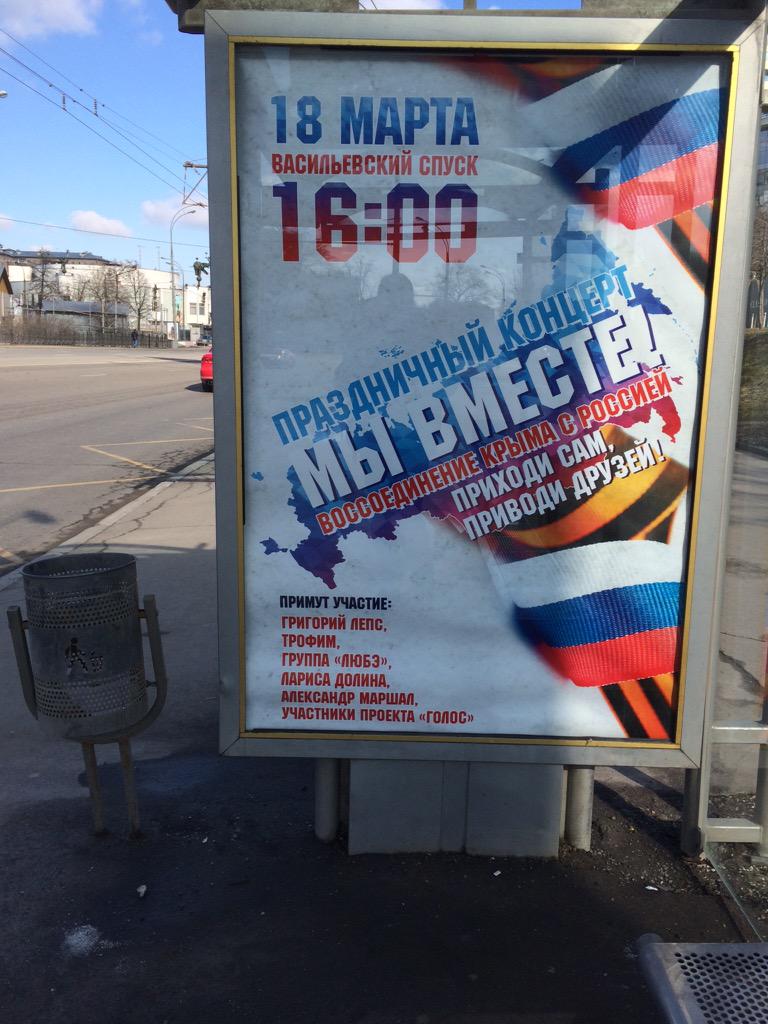 18 МАРТА
ВАСИЛЬЕВСКИЙ СПУСК
16:00
ПРАЗДНИЧНЫЙ КОНЦЕРТ
МЫ ВМЕСТЕ!
ВОССОЕДИНЕНИЕ КРЫМА С РОССИЕЙ
ПРИХОДИ САМ,
ПРИВОДИ ДРУЗЕЙ!
ПРИМУТ УЧАСТИЕ:
ГРИГОРИЙ ЛЕПС,
ТРОФИМ,
ГРУППА «ЛЮБЭ»,
ЛАРИСА ДОЛИНА,
АЛЕКСАНДР МАРШАЛ,
УЧАСТНИКИ ПРОЕКТА «ГОЛОС»